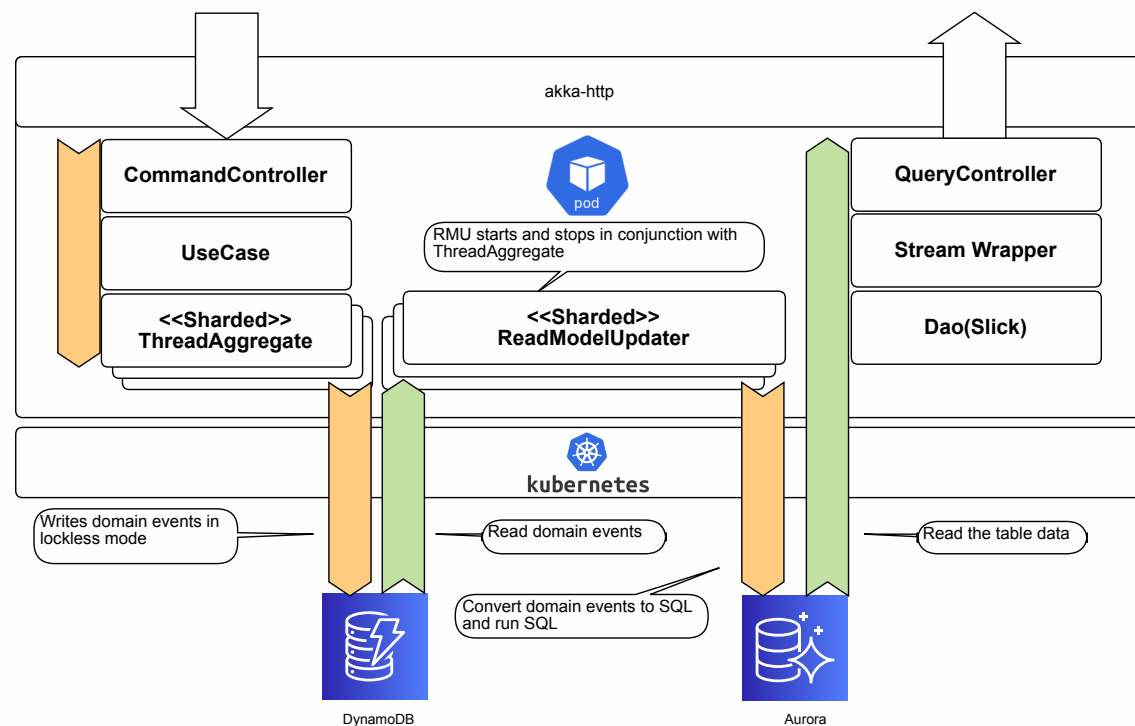 akka-http
CommandController
UseCase
<<Sharded>>
ThreadAggregate
pod
RMU starts and stops in conjunction with
ThreadAggregate
<<Sharded>>
ReadModelUpdater
QueryController
Stream Wrapper
Dao(Slick)
kubernetes
Writes domain events in
lockless mode
Read domain events
Read the table data
Convert domain events to SQL
and run SQL
DynamoDB
Aurora